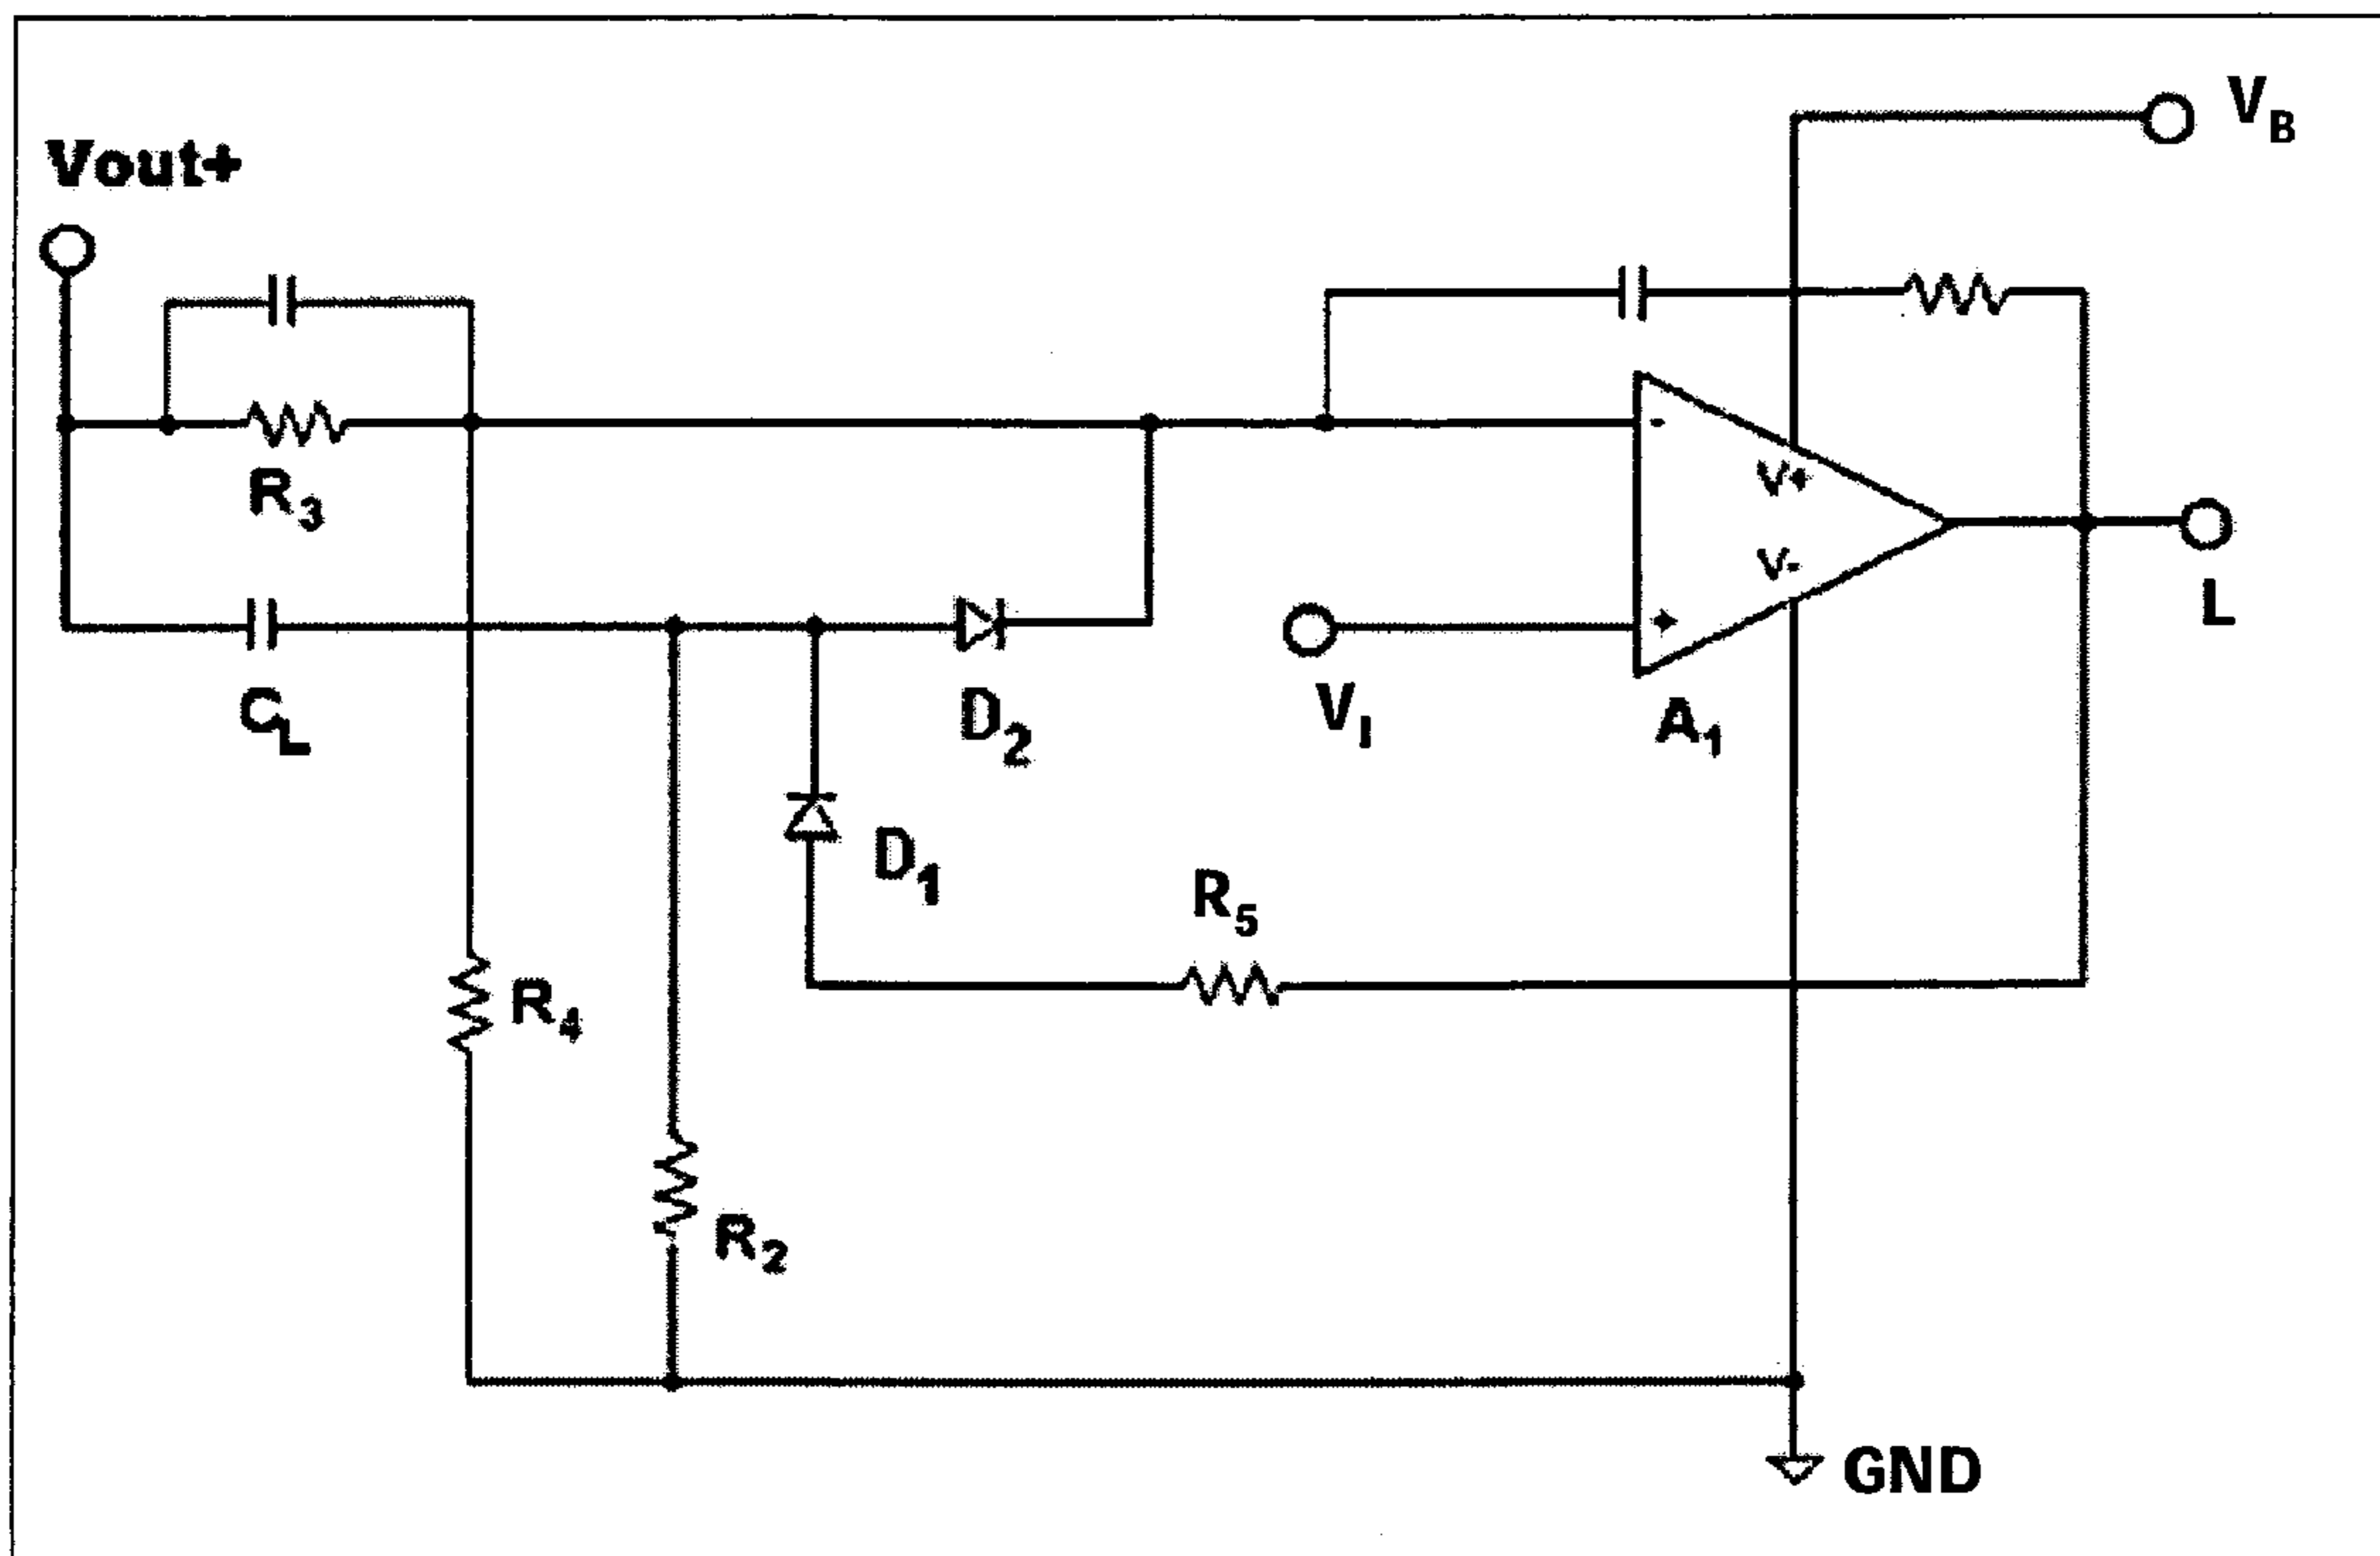 V_B
Vout+
R_3
-
V+
V-
+
L
C_L
D_2
V_I
A_1
D_1
R_5
R_4
R_2
GND